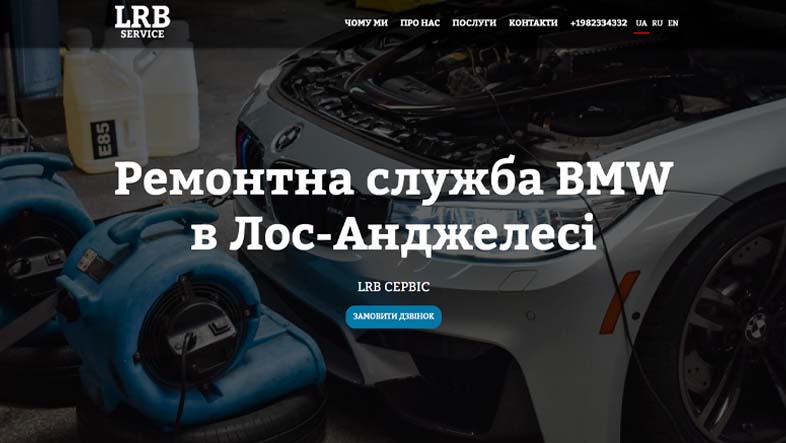 LRB
SERVICE
ЧОМУ МИ ПРО НАС ПОСЛУГИ КОНТАКТИ +1982334332 UA RU EN
E85
Ремонтна служба BMW
в Лос-Анджелесі
LRB СЕРВІС
ЗАМОВИТИ ДЗВІНОК